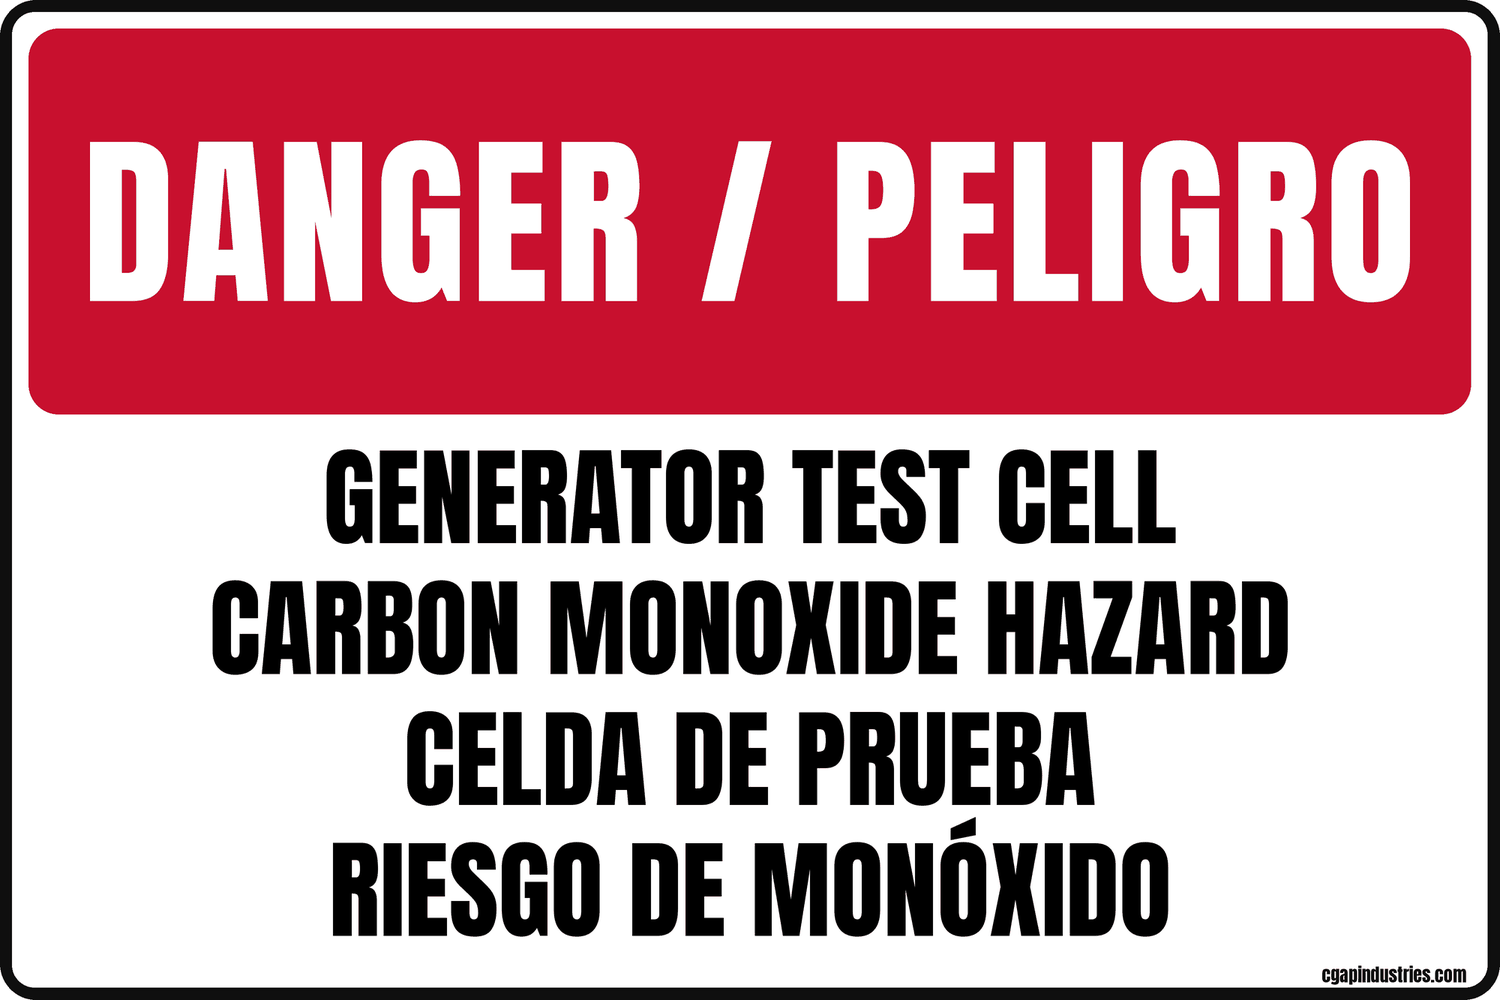 DANGER / PELIGRO
GENERATOR TEST CELL
CARBON MONOXIDE HAZARD
CELDA DE PRUEBA
RIESGO DE MONÓXIDO
cgapindustries.com